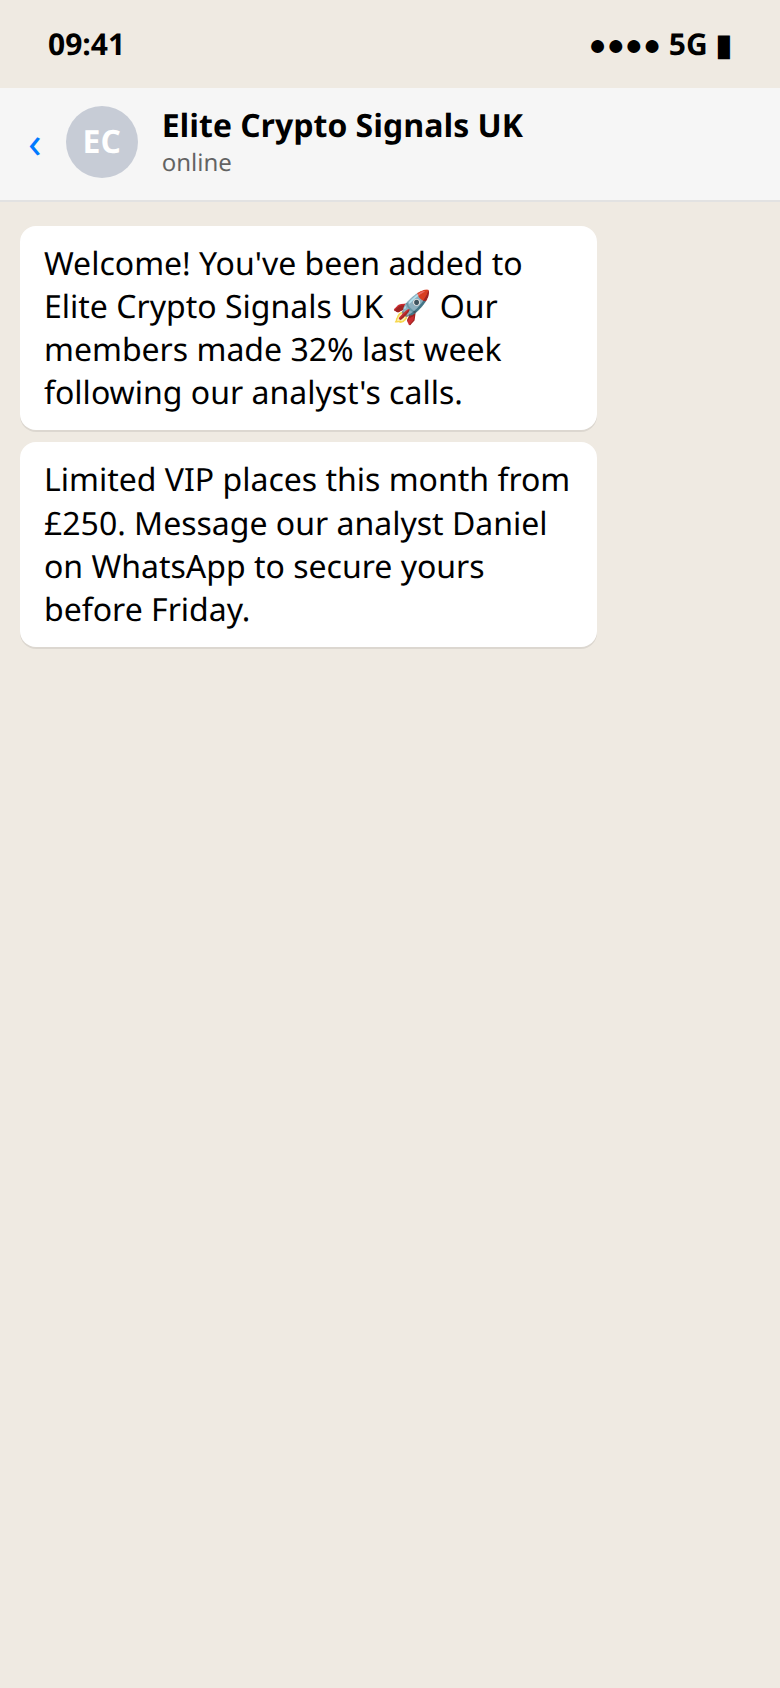 09:41
●●●● 5G ▮
‹
EC
Elite Crypto Signals UK
online
Welcome! You've been added to
Elite Crypto Signals UK 🚀 Our
members made 32% last week
following our analyst's calls.
Limited VIP places this month from
£250. Message our analyst Daniel
on WhatsApp to secure yours
before Friday.